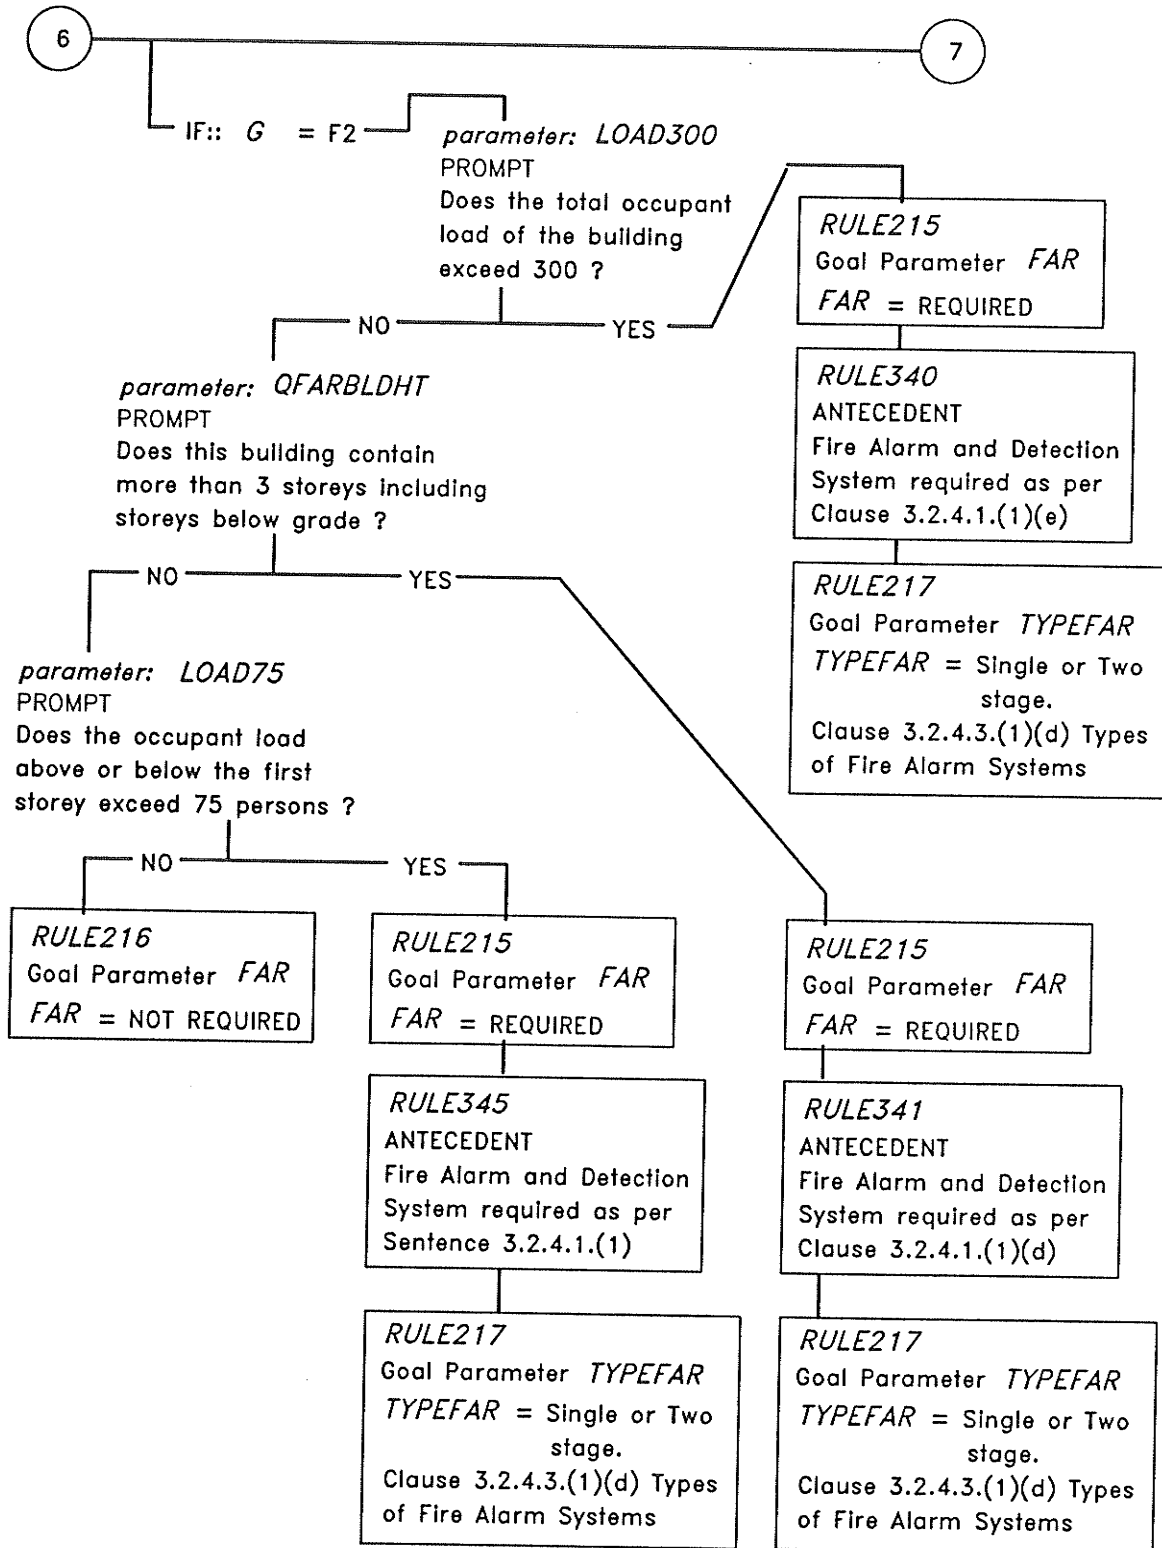 6
7
IF:: G = F2
parameter: LOAD300
PROMPT
Does the total occupant
load of the building
exceed 300 ?
NO
YES
RULE215
Goal Parameter FAR
FAR = REQUIRED
RULE340
ANTECEDENT
Fire Alarm and Detection
System required as per
Clause 3.2.4.1.(1)(e)
RULE217
Goal Parameter TYPEFAR
TYPEFAR = Single or Two
stage.
Clause 3.2.4.3.(1)(d) Types
of Fire Alarm Systems
parameter: QFARBLDHT
PROMPT
Does this building contain
more than 3 storeys including
storeys below grade ?
NO
YES
parameter: LOAD75
PROMPT
Does the occupant load
above or below the first
storey exceed 75 persons ?
NO
YES
RULE216
Goal Parameter FAR
FAR = NOT REQUIRED
RULE215
Goal Parameter FAR
FAR = REQUIRED
RULE345
ANTECEDENT
Fire Alarm and Detection
System required as per
Sentence 3.2.4.1.(1)
RULE217
Goal Parameter TYPEFAR
TYPEFAR = Single or Two
stage.
Clause 3.2.4.3.(1)(d) Types
of Fire Alarm Systems
RULE215
Goal Parameter FAR
FAR = REQUIRED
RULE341
ANTECEDENT
Fire Alarm and Detection
System required as per
Clause 3.2.4.1.(1)(d)
RULE217
Goal Parameter TYPEFAR
TYPEFAR = Single or Two
stage.
Clause 3.2.4.3.(1)(d) Types
of Fire Alarm Systems